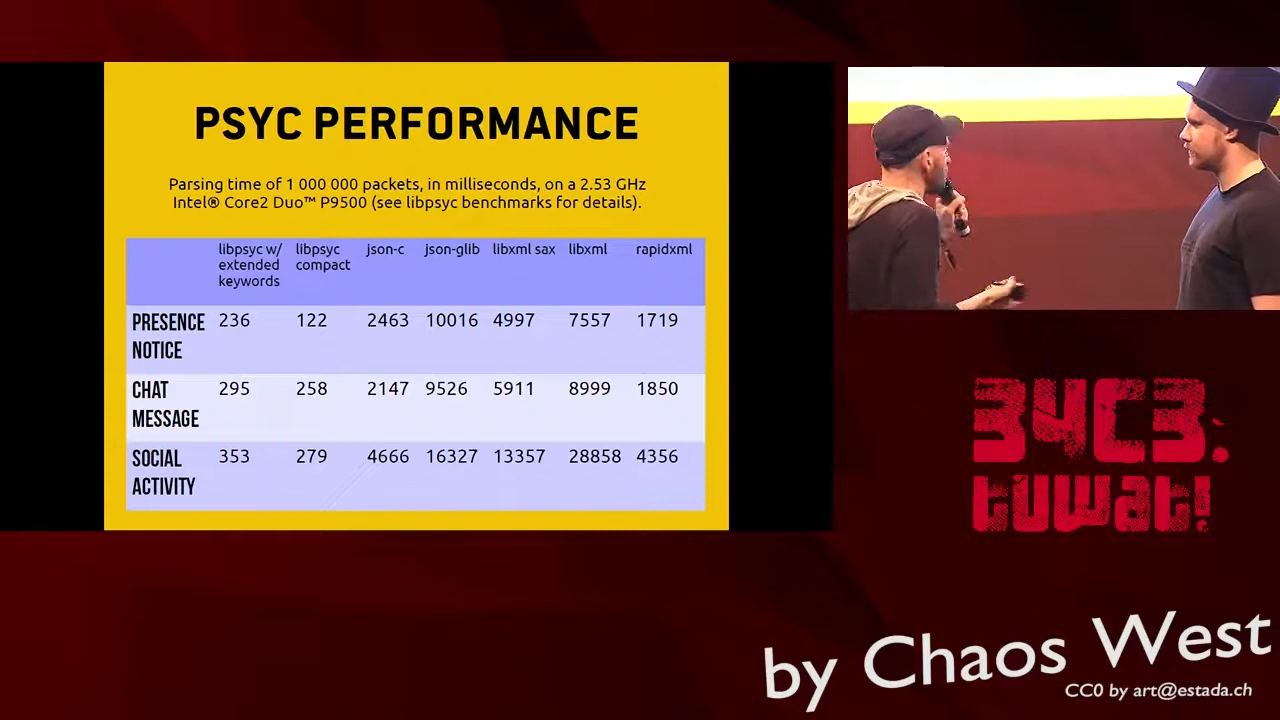 PSYC PERFORMANCE
Parsing time of 1 000 000 packets, in milliseconds, on a 2.53 GHz
Intel® Core2 Duo™ P9500 (see libpsyc benchmarks for details).
libpsyc w/ extended keywords libpsyc compact json-c json-glib libxml sax libxml rapidxml
PRESENCE NOTICE 236 122 2463 10016 4997 7557 1719
CHAT MESSAGE 295 258 2147 9526 5911 8999 1850
SOCIAL ACTIVITY 353 279 4666 16327 13357 28858 4356
34C3.
tuwat!
by Chaos West
CC0 by art@estada.ch